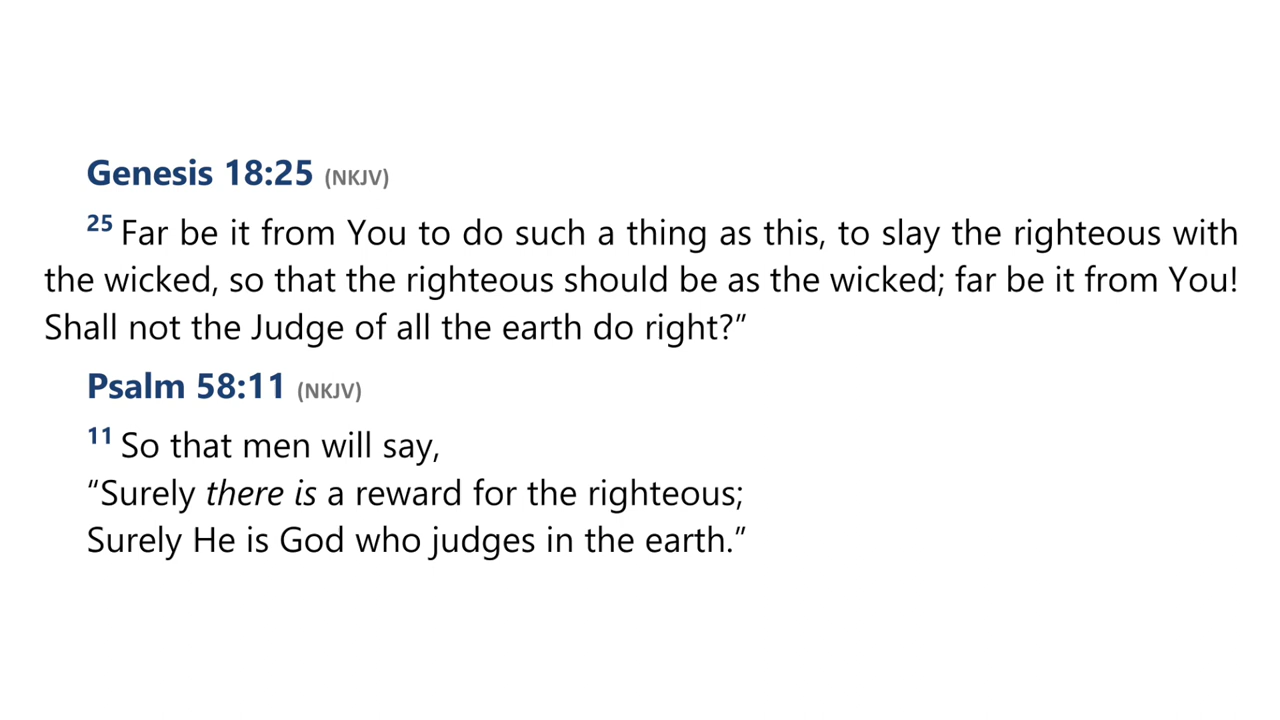 Genesis 18:25 (NKJV)
25 Far be it from You to do such a thing as this, to slay the righteous with
the wicked, so that the righteous should be as the wicked; far be it from You!
Shall not the Judge of all the earth do right?”
Psalm 58:11 (NKJV)
11 So that men will say,
“Surely there is a reward for the righteous;
Surely He is God who judges in the earth.”